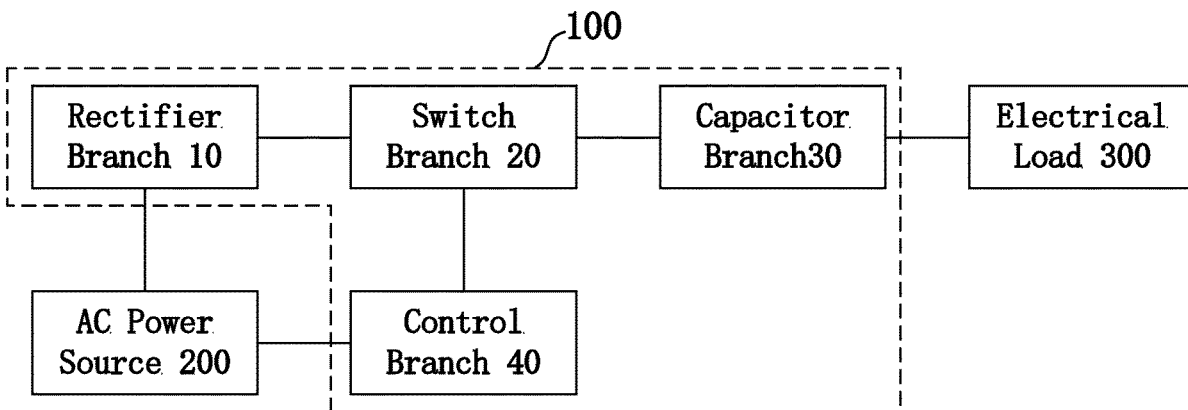 100
Rectifier
Branch 10
Switch
Branch 20
Capacitor
Branch30
Electrical
Load 300
AC Power
Source 200
Control
Branch 40